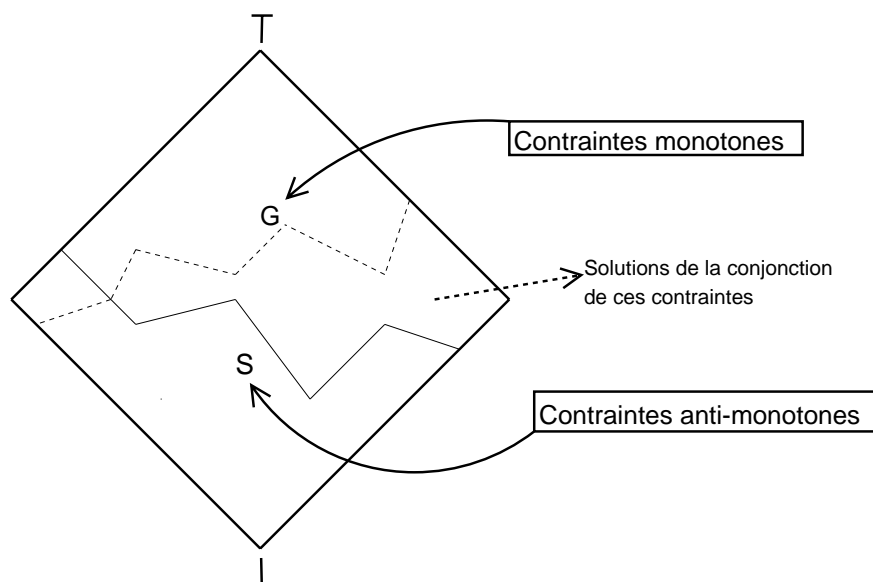 T
Contraintes monotones
G
Solutions de la conjonction
de ces contraintes
S
Contraintes anti-monotones